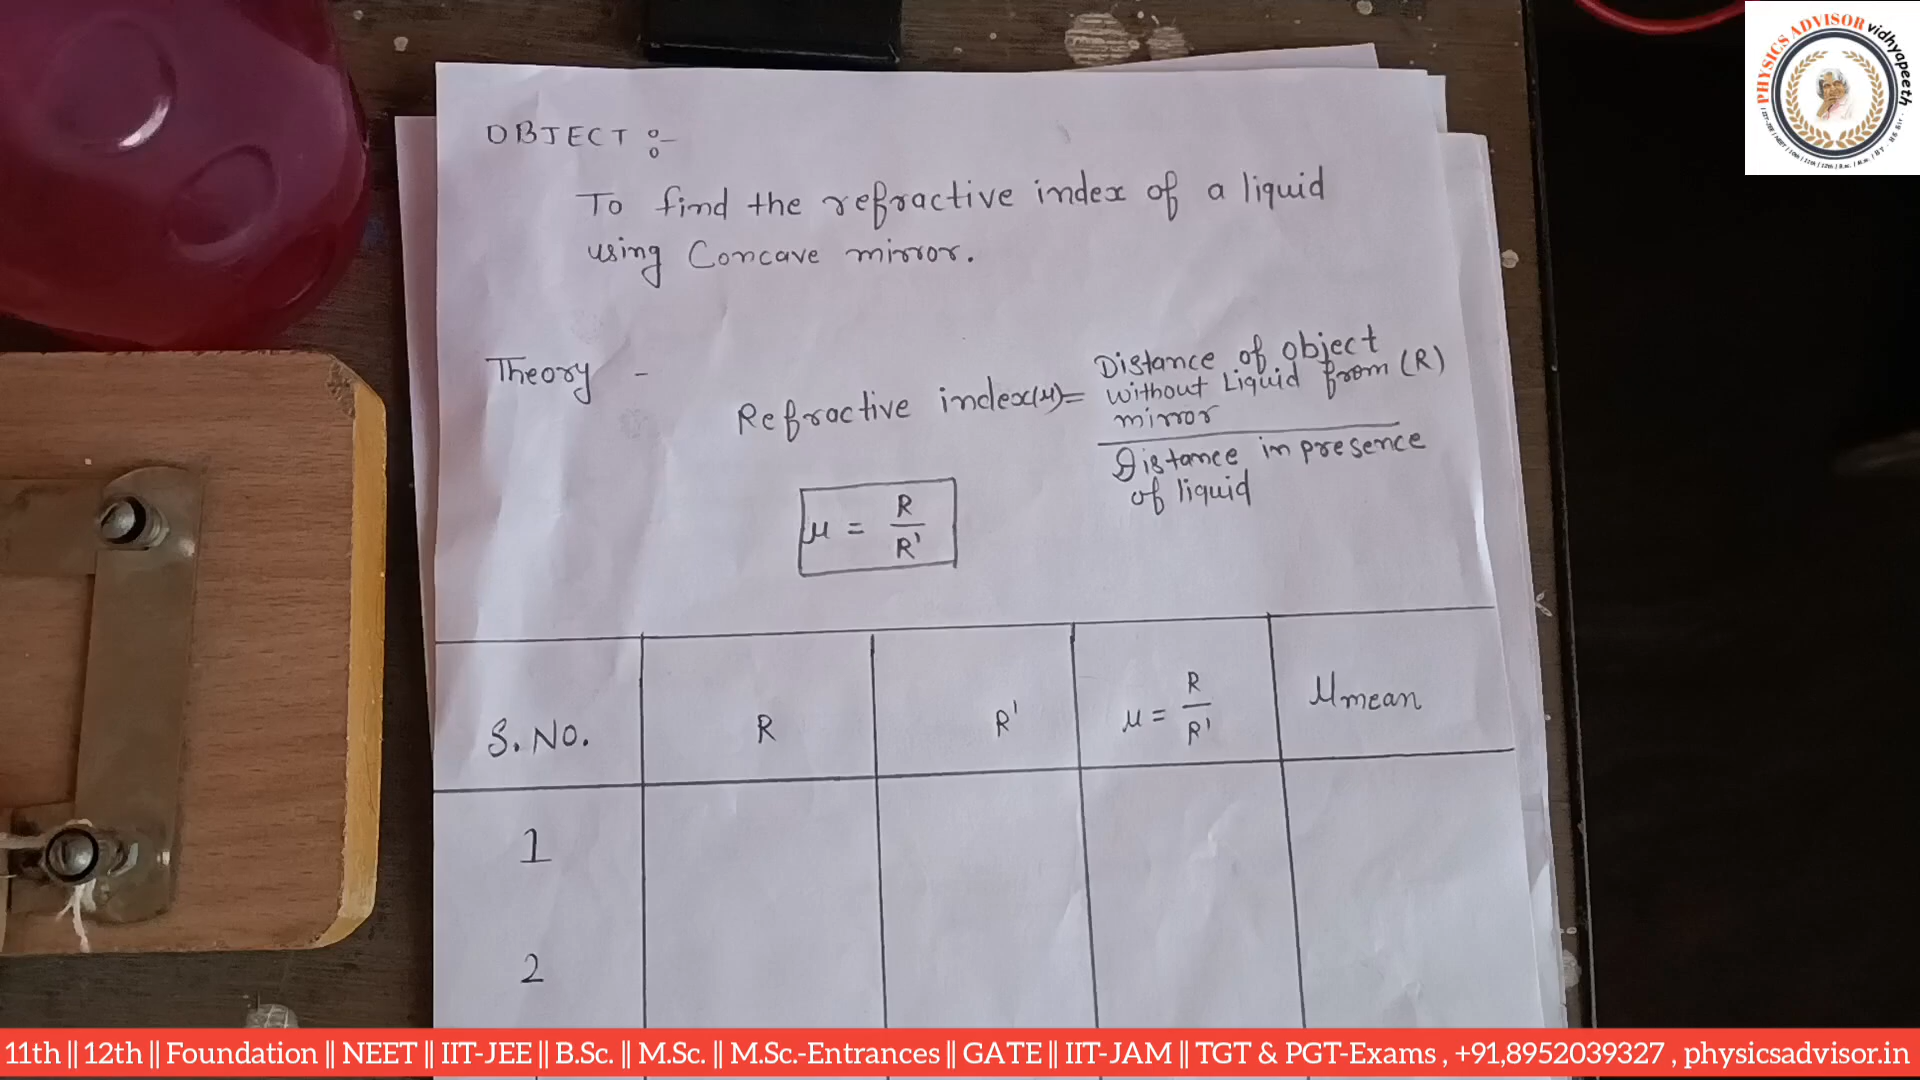 PHYSICS ADVISOR vidhyapeeth
OBJECT :-
To find the refractive index of a liquid
using Concave mirror.
Theory -
Refractive index(μ)=
Distance of object
without Liquid from (R)
mirror
Distance in presence
of liquid
μ = R
R'
S. No.
R
R'
μ = R
R'
μmean
1
2
11th || 12th || Foundation || NEET || IIT-JEE || B.Sc. || M.Sc. || M.Sc.-Entrances || GATE || IIT-JAM || TGT & PGT-Exams , +91,8952039327 , physicsadvisor.in